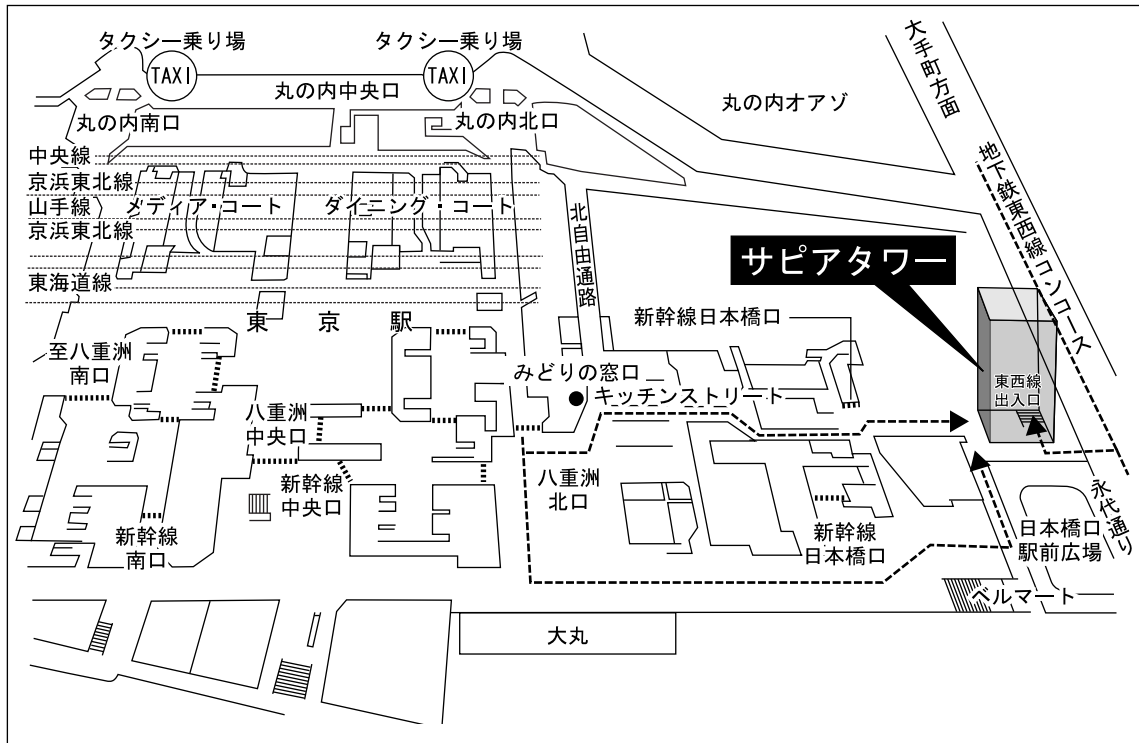 タクシー乗り場
タクシー乗り場
TAXI
TAXI
丸の内中央口
丸の内南口
丸の内北口
丸の内オアゾ
大手町方面
地下鉄東西線コンコース
中央線
京浜東北線
山手線
メディア・コート
ダイニング・コート
京浜東北線
東海道線
北自由通路
サピアタワー
東京駅
新幹線日本橋口
至八重洲
南口
みどりの窓口
キッチンストリート
東西線
出入口
八重洲
中央口
新幹線
中央口
八重洲
北口
新幹線
南口
新幹線
日本橋口
日本橋口
駅前広場
永代通り
ベルマート
大丸